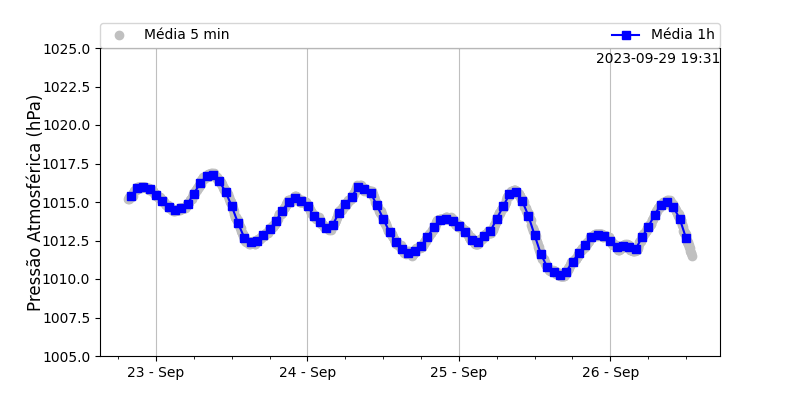 Média 5 min
Média 1h
2023-09-29 19:31
Pressão Atmosférica (hPa)
1025.0
1022.5
1020.0
1017.5
1015.0
1012.5
1010.0
1007.5
1005.0
23 - Sep
24 - Sep
25 - Sep
26 - Sep